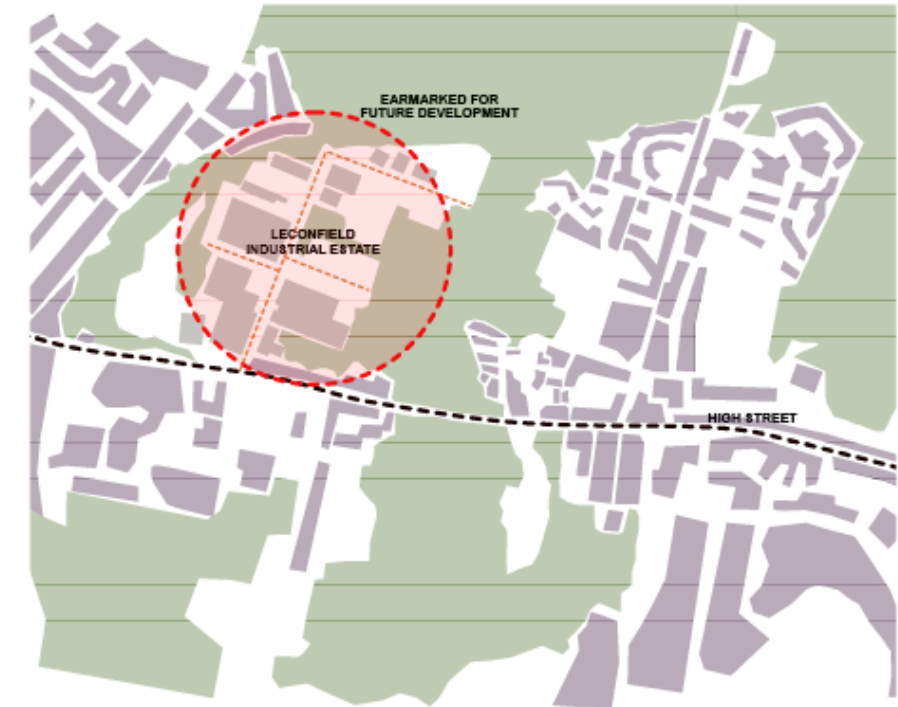 EARMARKED FOR
FUTURE DEVELOPMENT
LECONFIELD
INDUSTRIAL ESTATE
HIGH STREET